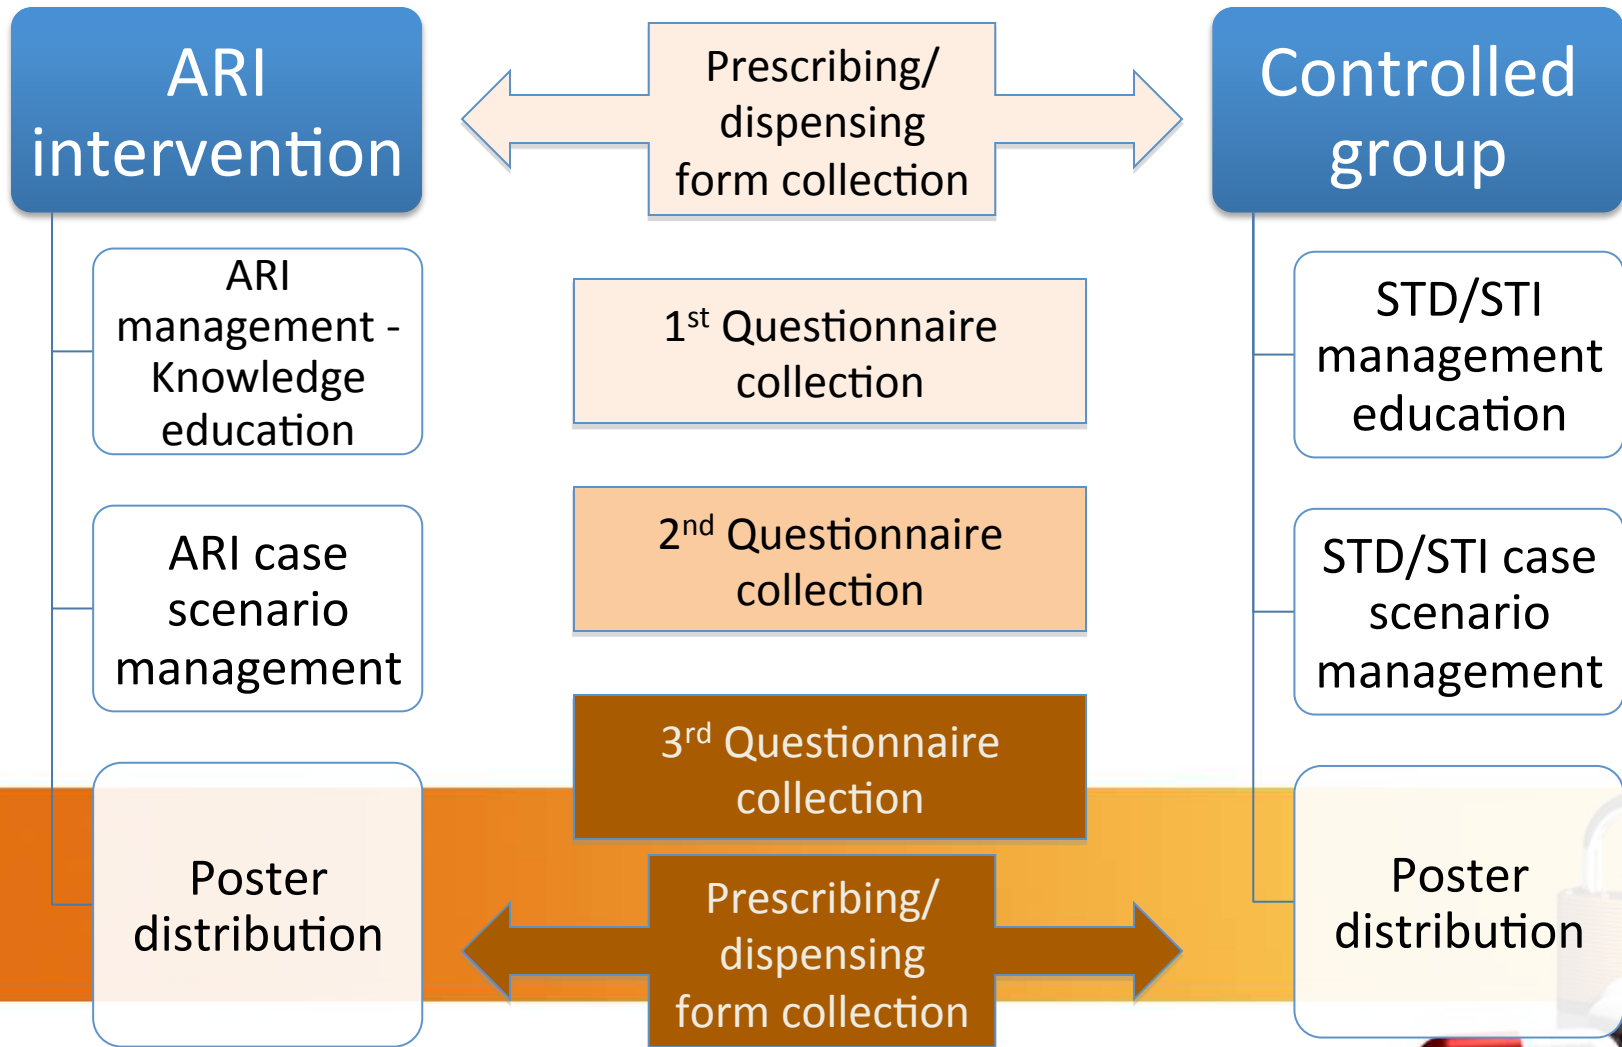 ARI
intervention
ARI
management -
Knowledge
education
ARI case
scenario
management
Poster
distribution
Prescribing/
dispensing
form collection
1st Questionnaire
collection
2nd Questionnaire
collection
3rd Questionnaire
collection
Prescribing/
dispensing
form collection
Controlled
group
STD/STI
management
education
STD/STI case
scenario
management
Poster
distribution